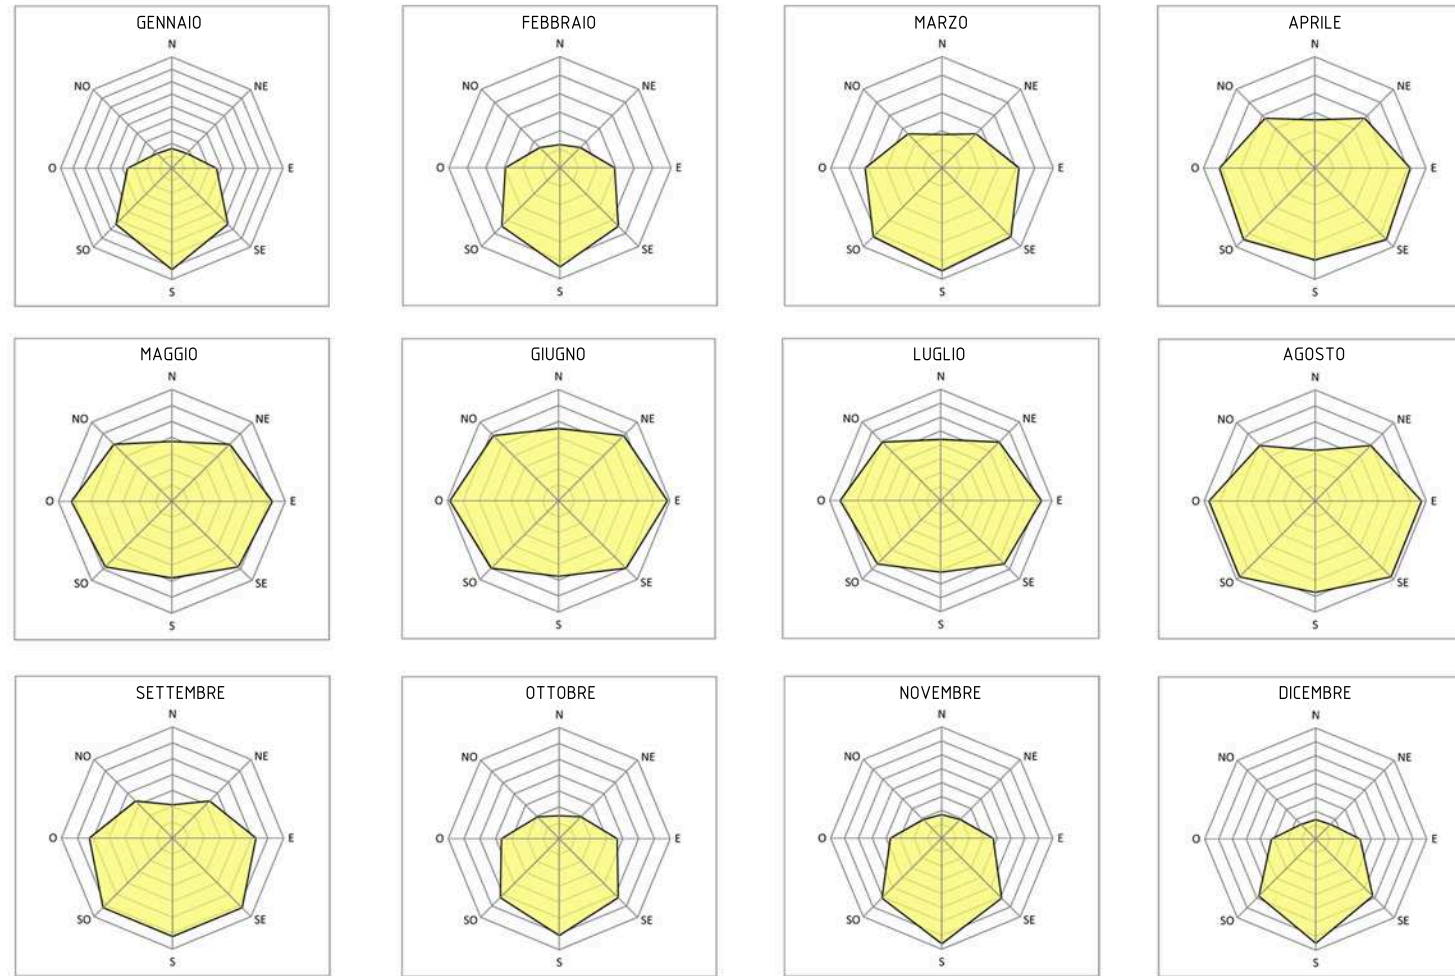 GENNAIO
N
NO NE
O E
SO SE
S
FEBBRAIO
N
NO NE
O E
SO SE
S
MARZO
N
NO NE
O E
SO SE
S
APRILE
N
NO NE
O E
SO SE
S
MAGGIO
N
NO NE
O E
SO SE
S
GIUGNO
N
NO NE
O E
SO SE
S
LUGLIO
N
NO NE
O E
SO SE
S
AGOSTO
N
NO NE
O E
SO SE
S
SETTEMBRE
N
NO NE
O E
SO SE
S
OTTOBRE
N
NO NE
O E
SO SE
S
NOVEMBRE
N
NO NE
O E
SO SE
S
DICEMBRE
N
NO NE
O E
SO SE
S